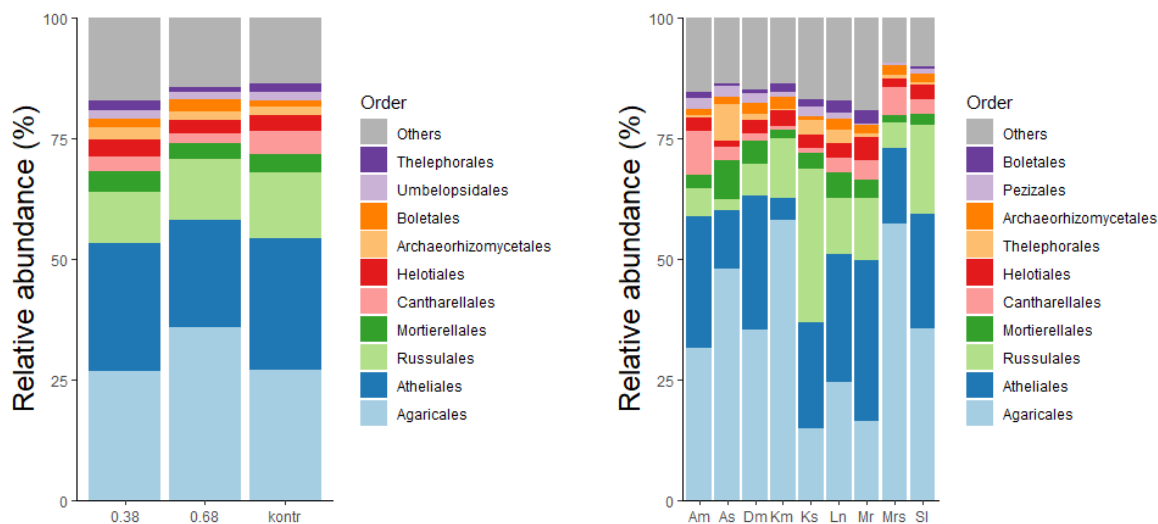 Relative abundance (%)
100
75
50
25
0
0.38 0.68 kontr
Order
Others
Thelephorales
Umbelopsidales
Boletales
Archaeorhizomycetales
Helotiales
Cantharellales
Mortierellales
Russulales
Atheliales
Agaricales
Relative abundance (%)
100
75
50
25
0
Am As Dm Km Ks Ln Mr Mrs Sl
Order
Others
Boletales
Pezizales
Archaeorhizomycetales
Thelephorales
Helotiales
Cantharellales
Mortierellales
Russulales
Atheliales
Agaricales